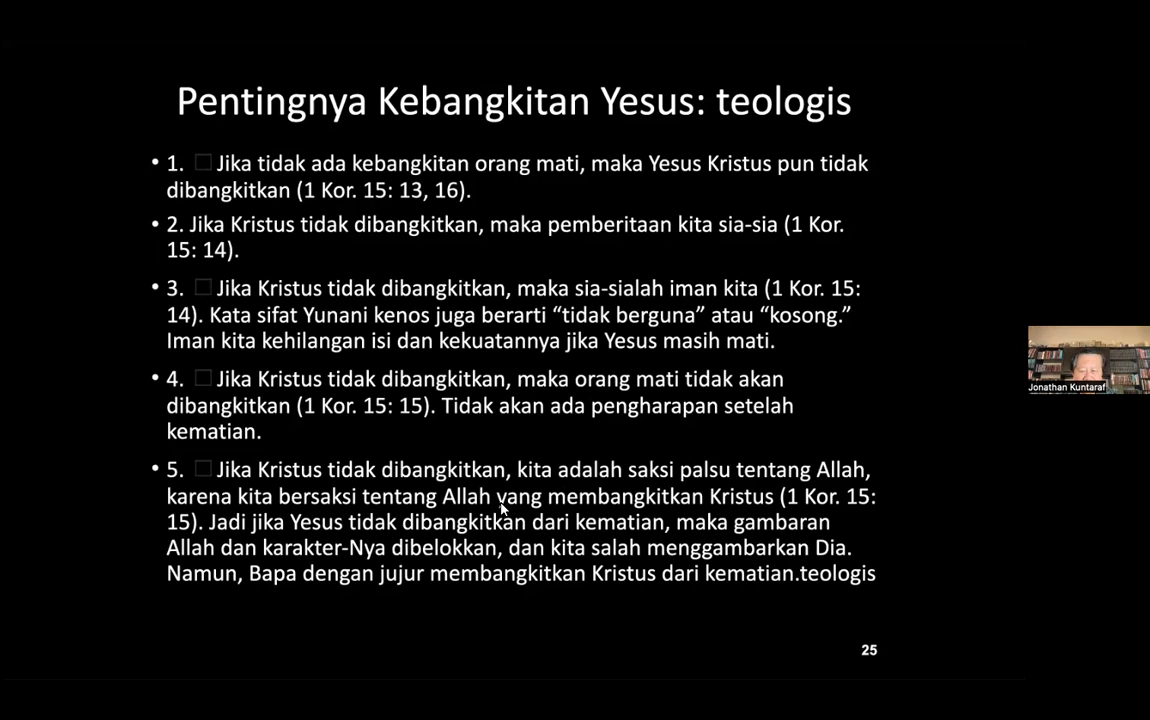 Pentingnya Kebangkitan Yesus: teologis
• 1. Jika tidak ada kebangkitan orang mati, maka Yesus Kristus pun tidak
dibangkitkan (1 Kor. 15: 13, 16).
• 2. Jika Kristus tidak dibangkitkan, maka pemberitaan kita sia-sia (1 Kor.
15: 14).
• 3. Jika Kristus tidak dibangkitkan, maka sia-sialah iman kita (1 Kor. 15:
14). Kata sifat Yunani kenos juga berarti “tidak berguna” atau “kosong.”
Iman kita kehilangan isi dan kekuatannya jika Yesus masih mati.
• 4. Jika Kristus tidak dibangkitkan, maka orang mati tidak akan
dibangkitkan (1 Kor. 15: 15). Tidak akan ada pengharapan setelah
kematian.
• 5. Jika Kristus tidak dibangkitkan, kita adalah saksi palsu tentang Allah,
karena kita bersaksi tentang Allah yang membangkitkan Kristus (1 Kor. 15:
15). Jadi jika Yesus tidak dibangkitkan dari kematian, maka gambaran
Allah dan karakter-Nya dibelokkan, dan kita salah menggambarkan Dia.
Namun, Bapa dengan jujur membangkitkan Kristus dari kematian.teologis
Jonathan Kuntaraf
25